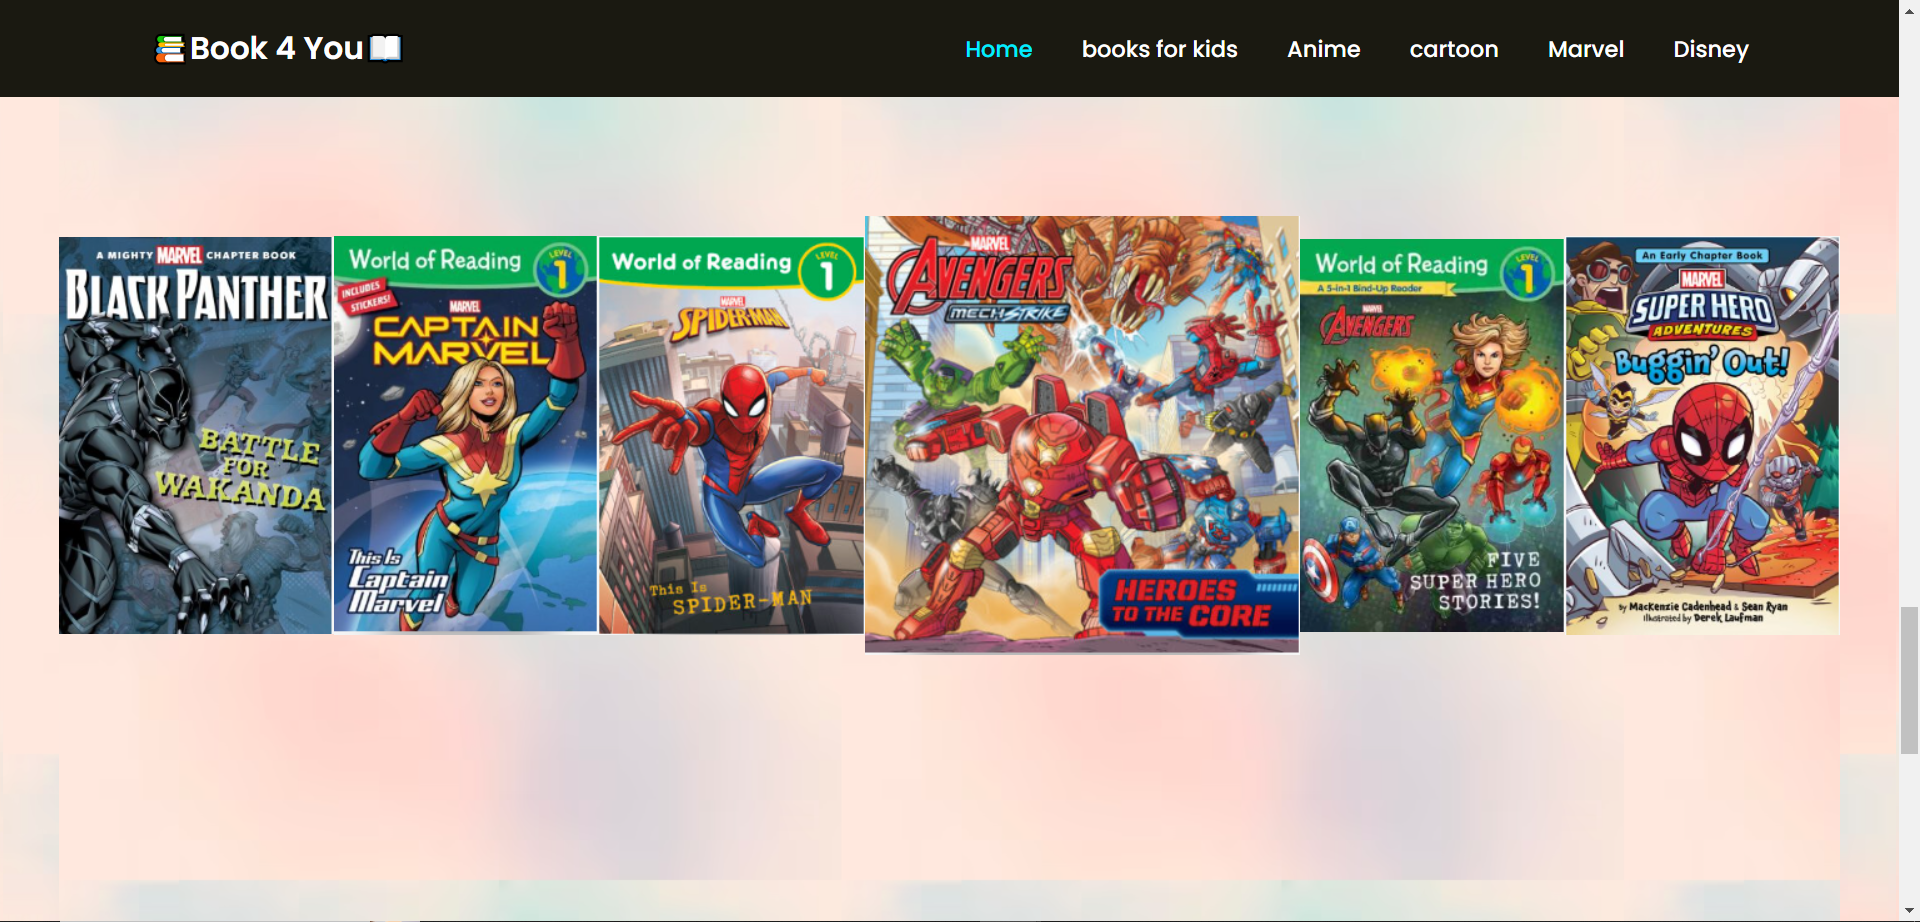 Book 4 You
Home
books for kids
Anime
cartoon
Marvel
Disney
A MIGHTY MARVEL CHAPTER BOOK
BLACK PANTHER
BATTLE
FOR
WAKANDA
World of Reading
LEVEL
1
INCLUDES
STICKERS!
MARVEL
CAPTAIN
MARVEL
This Is
Captain
Marvel
World of Reading
LEVEL
1
MARVEL
SPIDER-MAN
This Is
SPIDER-MAN
MARVEL
AVENGERS
MECH STRIKE
HEROES
TO THE CORE
World of Reading
LEVEL
1
A 5-in-1 Bind-Up Reader
MARVEL
AVENGERS
FIVE
SUPER HERO
STORIES!
An Early Chapter Book
MARVEL
SUPER HERO
ADVENTURES
Buggin' Out!
by MacKenzie Cadenhead & Sean Ryan
illustrated by Derek Laufman